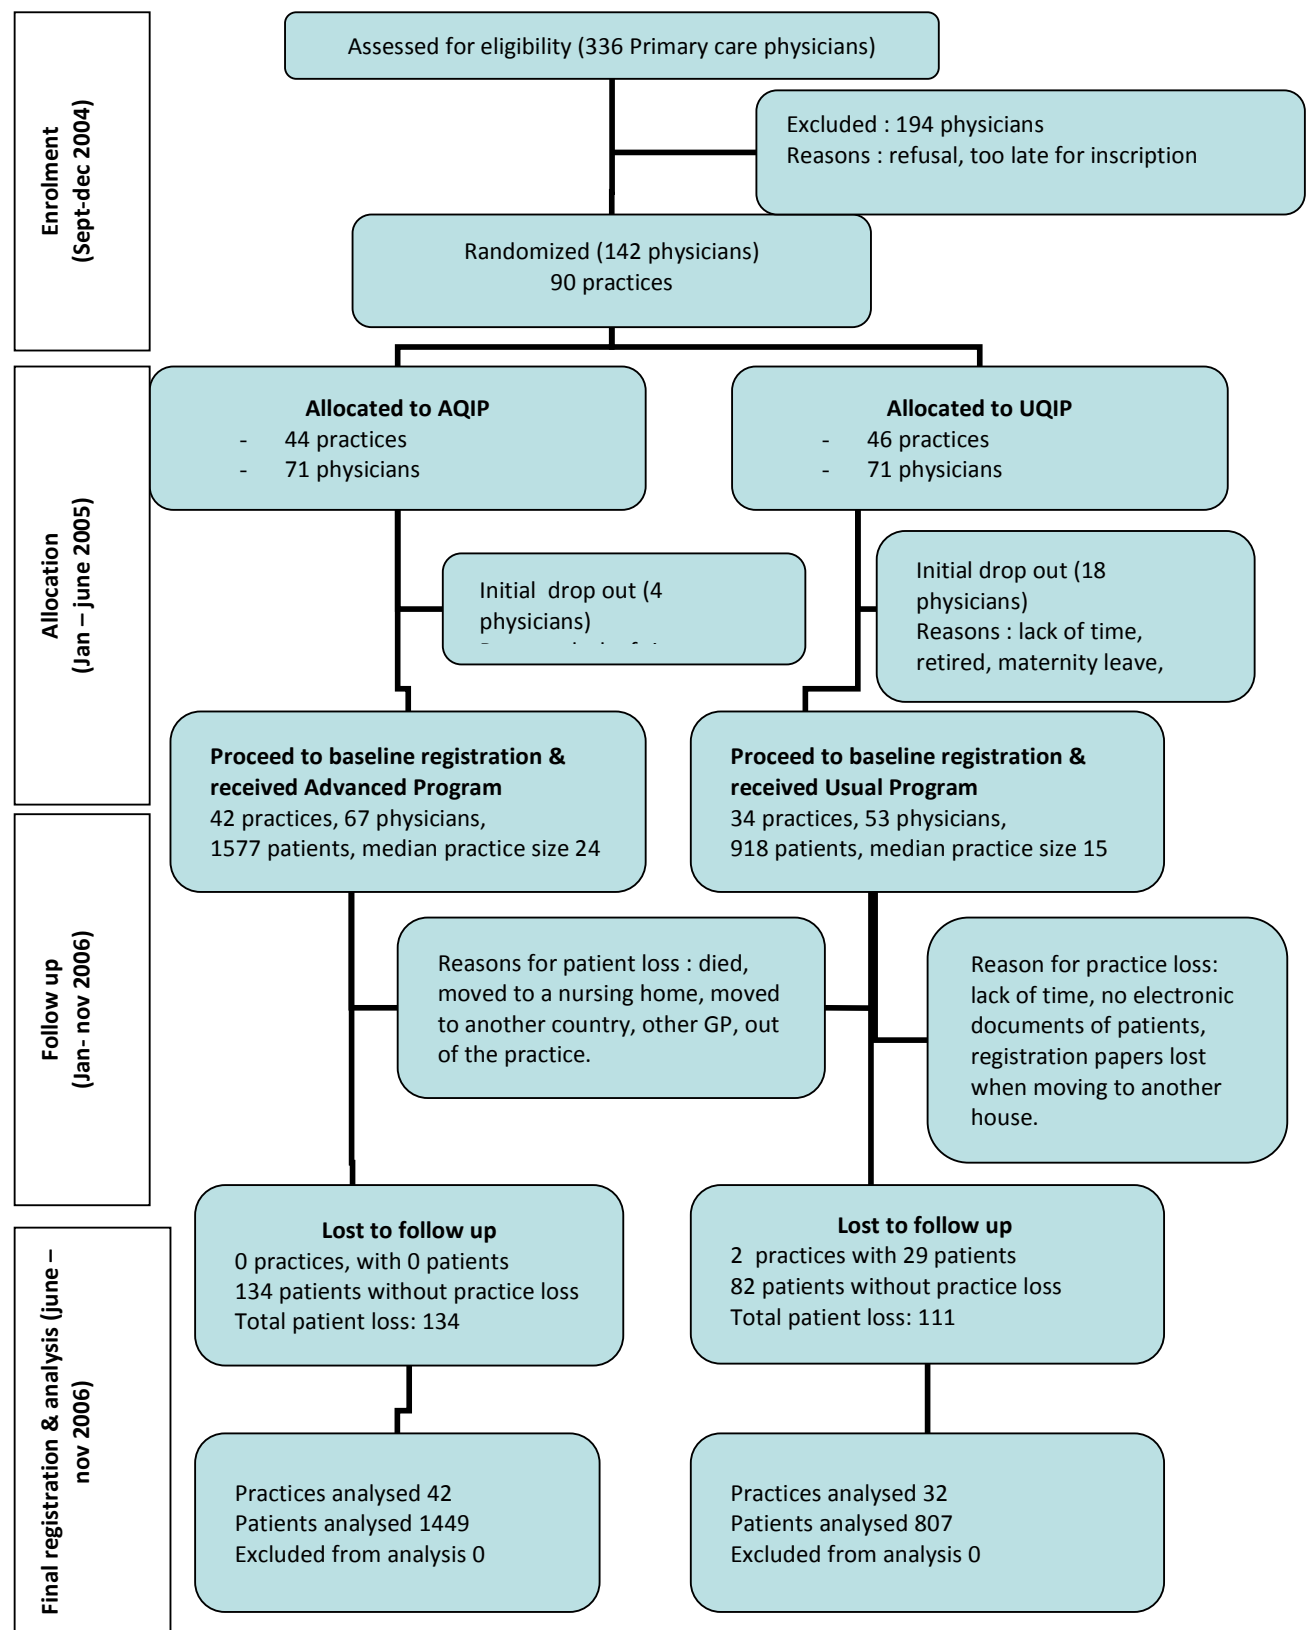 Enrolment
(Sept-dec 2004)
Assessed for eligibility (336 Primary care physicians)
Excluded : 194 physicians
Reasons : refusal, too late for inscription
Randomized (142 physicians)
90 practices
Allocation
(Jan – june 2005)
Allocated to AQIP
- 44 practices
- 71 physicians
Allocated to UQIP
- 46 practices
- 71 physicians
Initial drop out (4
physicians)
Initial drop out (18
physicians)
Reasons : lack of time,
retired, maternity leave,
Proceed to baseline registration &
received Advanced Program
42 practices, 67 physicians,
1577 patients, median practice size 24
Proceed to baseline registration &
received Usual Program
34 practices, 53 physicians,
918 patients, median practice size 15
Follow up
(Jan- nov 2006)
Reasons for patient loss : died,
moved to a nursing home, moved
to another country, other GP, out
of the practice.
Reason for practice loss:
lack of time, no electronic
documents of patients,
registration papers lost
when moving to another
house.
Lost to follow up
0 practices, with 0 patients
134 patients without practice loss
Total patient loss: 134
Lost to follow up
2 practices with 29 patients
82 patients without practice loss
Total patient loss: 111
Final registration & analysis (june –
nov 2006)
Practices analysed 42
Patients analysed 1449
Excluded from analysis 0
Practices analysed 32
Patients analysed 807
Excluded from analysis 0